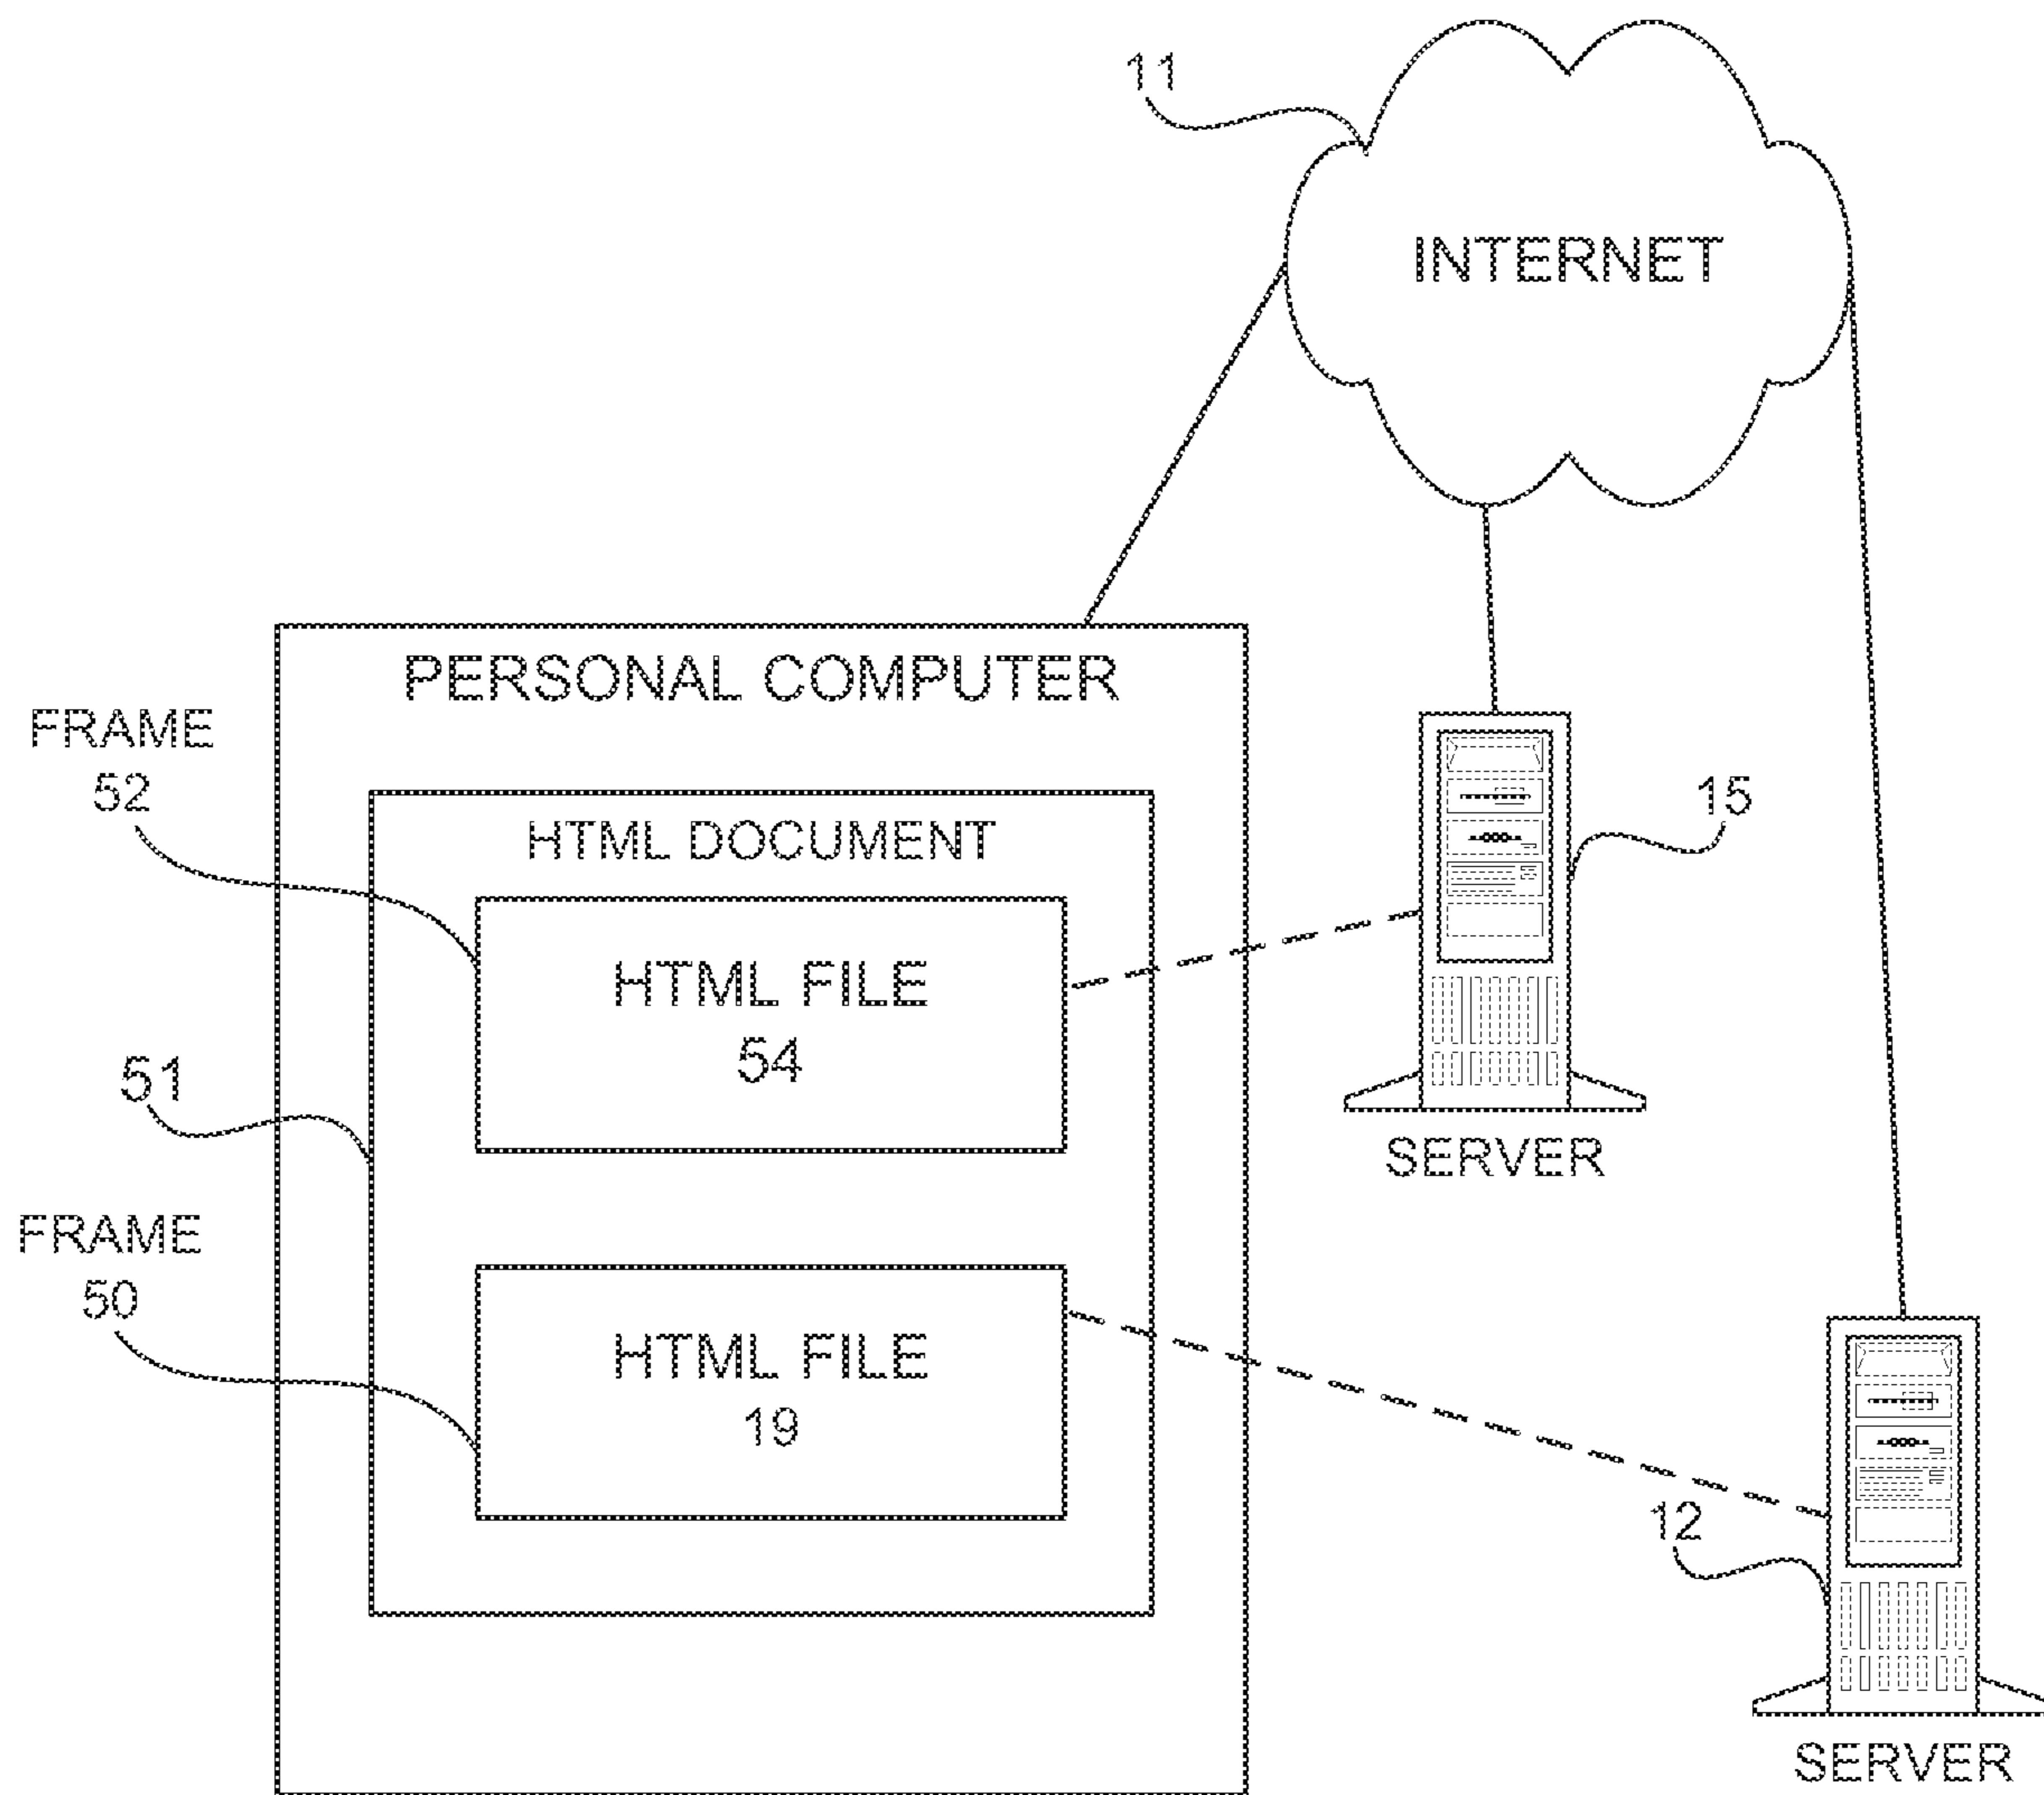 11
INTERNET
PERSONAL COMPUTER
FRAME
52
15
HTML DOCUMENT
HTML FILE
54
51
SERVER
FRAME
50
HTML FILE
19
12
SERVER